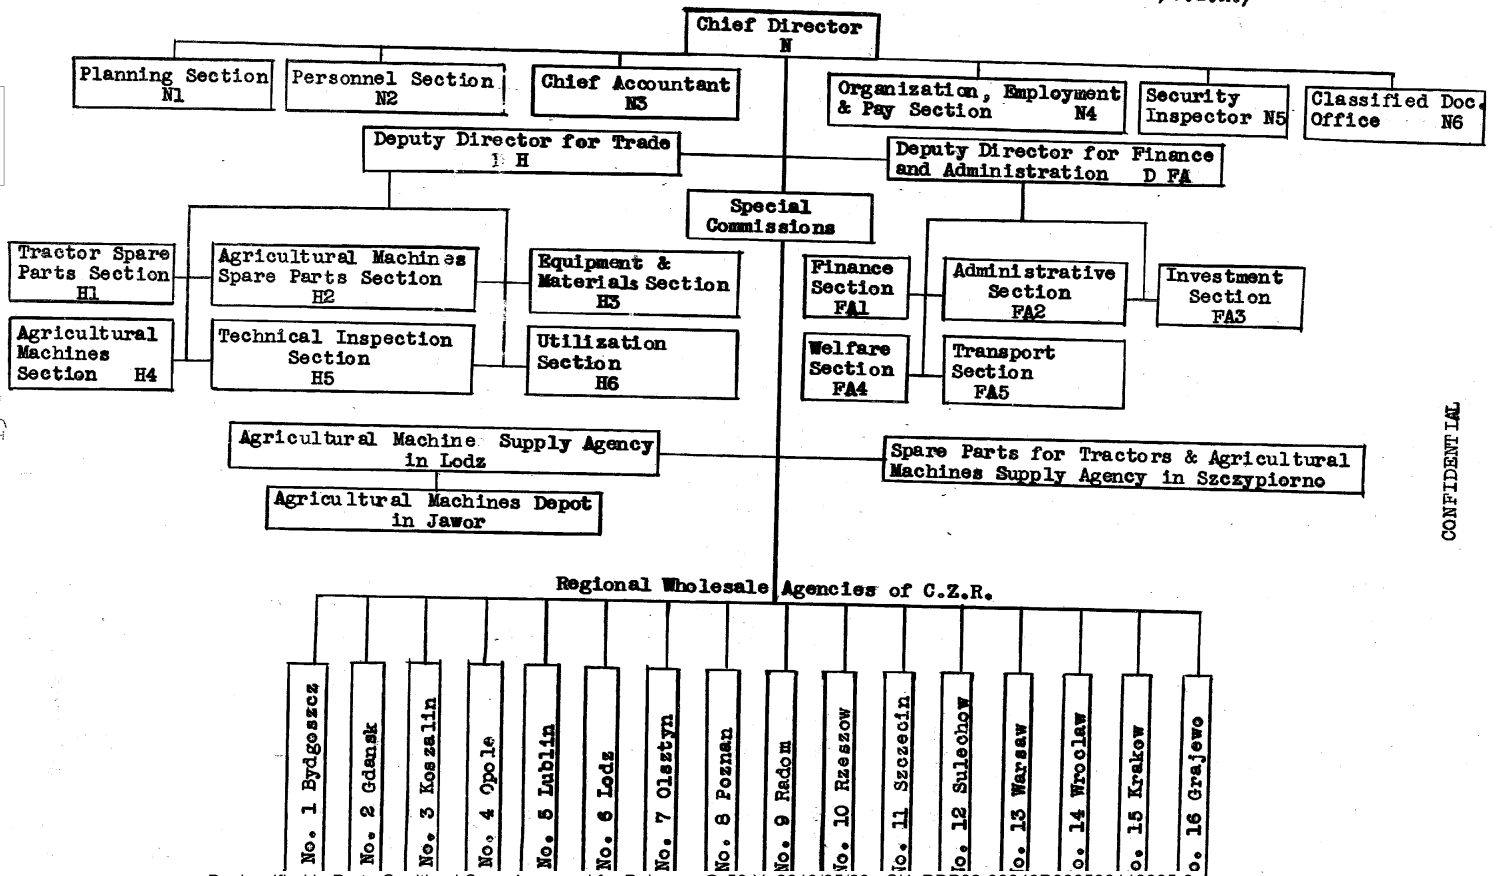 Chief Director
N
Planning Section
N1
Personnel Section
N2
Chief Accountant
N3
Organization, Employment
& Pay Section N4
Security
Inspector N5
Classified Doc.
Office N6
Deputy Director for Trade
H
Deputy Director for Finance
and Administration D FA
Special
Commissions
Tractor Spare
Parts Section
H1
Agricultural Machines
Spare Parts Section
H2
Equipment &
Materials Section
H3
Agricultural
Machines
Section H4
Technical Inspection
Section
H5
Utilization
Section
H6
Finance
Section
FA1
Administrative
Section
FA2
Investment
Section
FA3
Welfare
Section
FA4
Transport
Section
FA5
Agricultural Machine Supply Agency
in Lodz
Spare Parts for Tractors & Agricultural
Machines Supply Agency in Szczypiorno
Agricultural Machines Depot
in Jawor
CONFIDENTIAL
Regional Wholesale Agencies of C.Z.R.
No. 1 Bydgoszcz
No. 2 Gdansk
No. 3 Koszalin
No. 4 Opole
No. 5 Lublin
No. 6 Lodz
No. 7 Olsztyn
No. 8 Poznan
No. 9 Radom
No. 10 Rzeszow
No. 11 Szczecin
No. 12 Sulechow
No. 13 Warsaw
No. 14 Wroclaw
No. 15 Krakow
No. 16 Grajewo